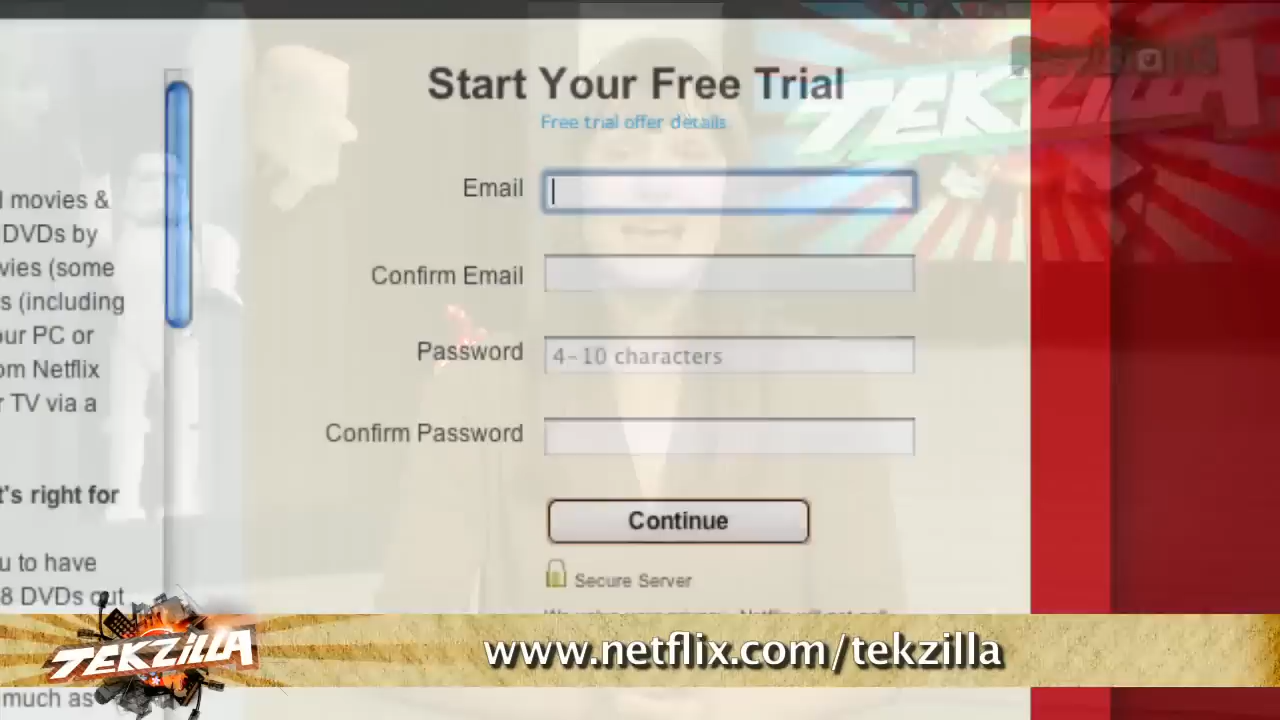 Start Your Free Trial
Free trial offer details.
TEKZILLA
Email
l movies &
DVDs by
Confirm Email
vies (some
s (including
our PC or
Password
4-10 characters
om Netflix
r TV via a
Confirm Password
t's right for
Continue
u to have
Secure Server
8 DVDs out
TEKZILLA
www.netflix.com/tekzilla
much as